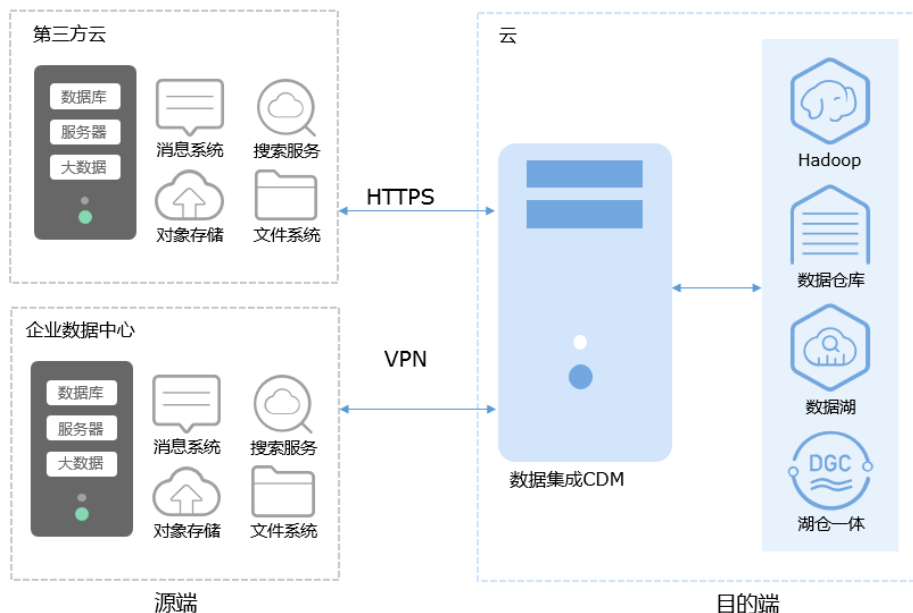 第三方云
数据库
服务器
大数据
消息系统
搜索服务
对象存储
文件系统
企业数据中心
数据库
服务器
大数据
消息系统
搜索服务
对象存储
文件系统
源端
HTTPS
VPN
云
数据集成CDM
Hadoop
数据仓库
数据湖
DGC
湖仓一体
目的端